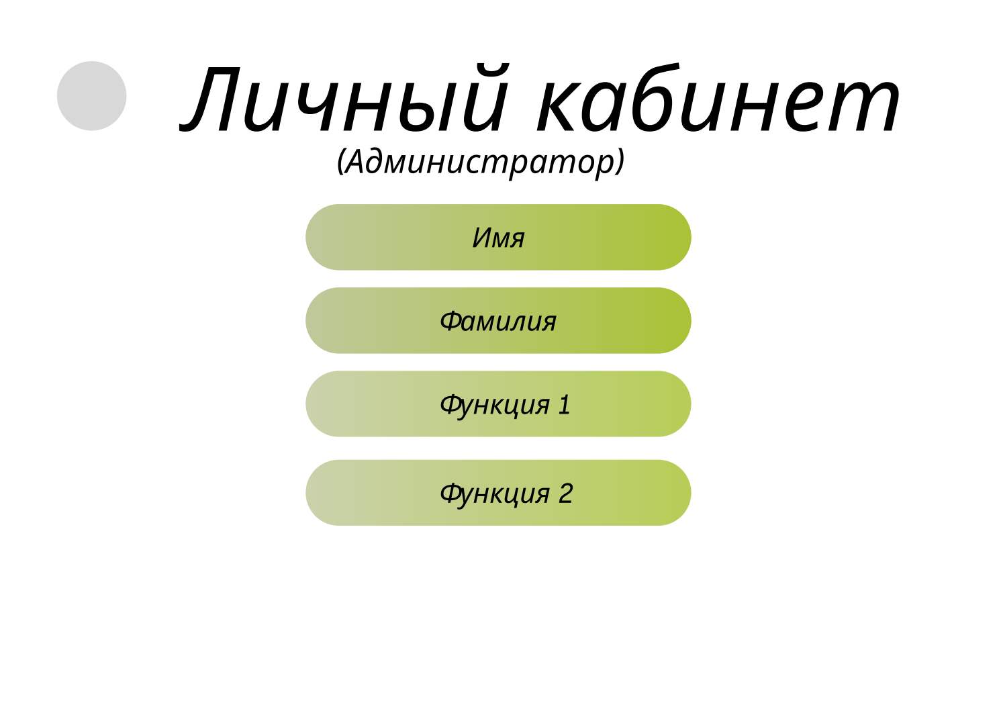 Личный кабинет
(Администратор)
Имя
Фамилия
Функция 1
Функция 2